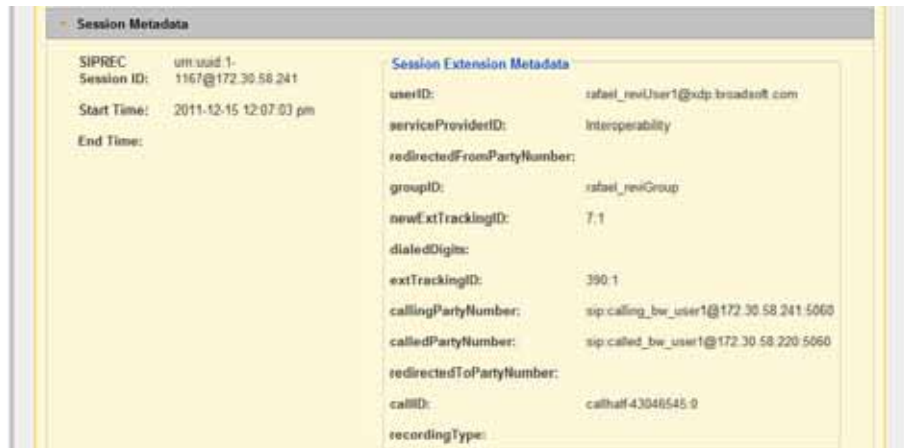 Session Metadata
SIPREC Session ID: urn:uuid:1-1167@172.30.58.241
Start Time: 2011-12-15 12:07:03 pm
End Time:
Session Extension Metadata
userID: rafael_reviUser1@xdp.broadsoft.com
serviceProviderID: Interoperability
redirectedFromPartyNumber:
groupID: rafael_reviGroup
newExtTrackingID: 7:1
dialedDigits:
extTrackingID: 390:1
callingPartyNumber: sip:calling_bw_user1@172.30.58.241:5060
calledPartyNumber: sip:called_bw_user1@172.30.58.220:5060
redirectedToPartyNumber:
callID: callhalf-43046545:0
recordingType: